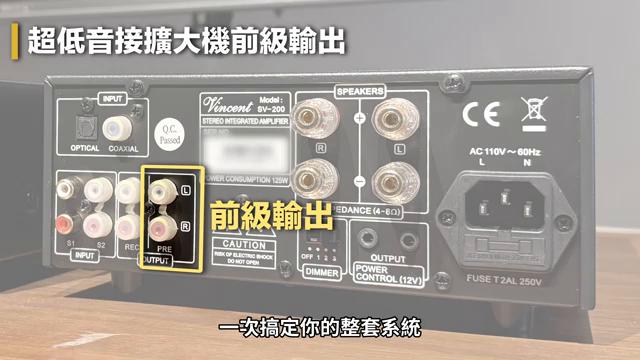 超低音接擴大機前級輸出
INPUT
OPTICAL
COAXIAL
Q.C.
Passed
Vincent
Model :
SV-200
STEREO INTEGRATED AMPLIFIER
POWER CONSUMPTION 125W
SPEAKERS
L
R
IMPEDANCE (4-8Ω)
CE
AC 110V～60Hz
L N
FUSE T2AL 250V
L
R
前級輸出
S1
S2
REC
PRE
INPUT
OUTPUT
CAUTION
RISK OF ELECTRIC SHOCK
DO NOT OPEN
OFF 1 2 3
DIMMER
OUTPUT
POWER
CONTROL (12V)
一次搞定你的整套系統